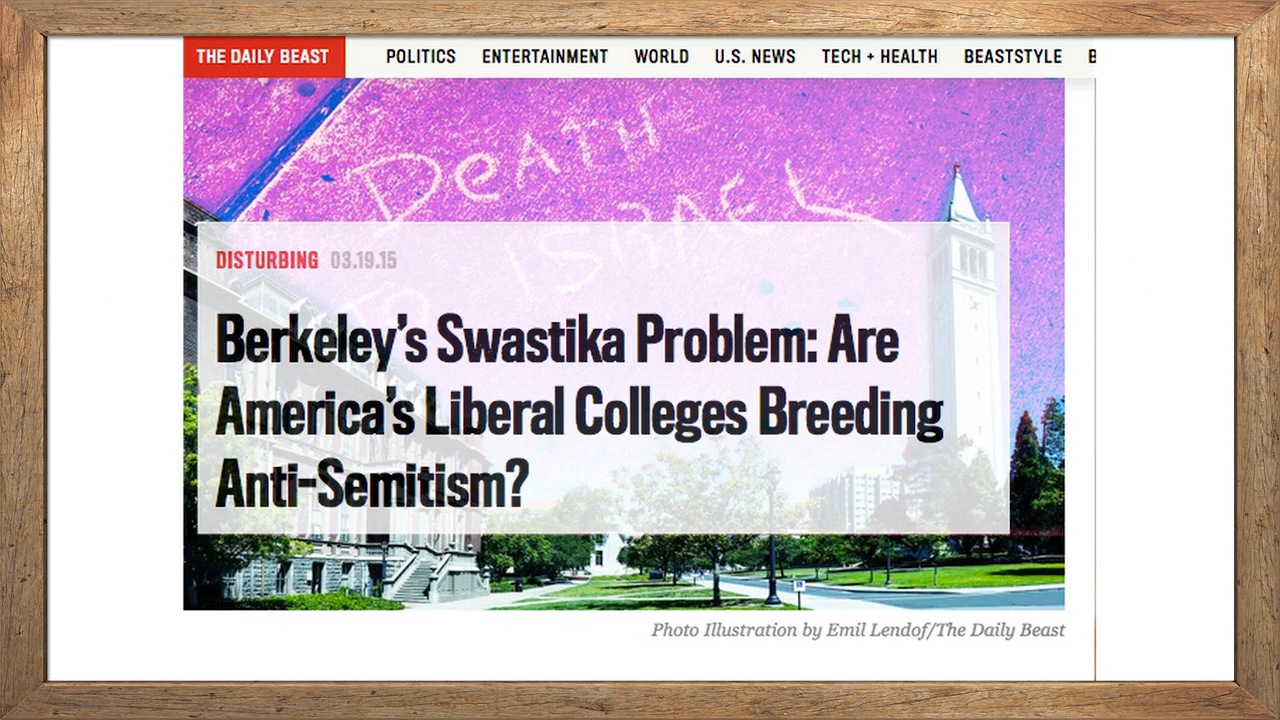 THE DAILY BEAST POLITICS ENTERTAINMENT WORLD U.S. NEWS TECH + HEALTH BEASTSTYLE B
DEATH
TO ISRAEL
DISTURBING 03.19.15
Berkeley's Swastika Problem: Are
America's Liberal Colleges Breeding
Anti-Semitism?
Photo Illustration by Emil Lendof/The Daily Beast